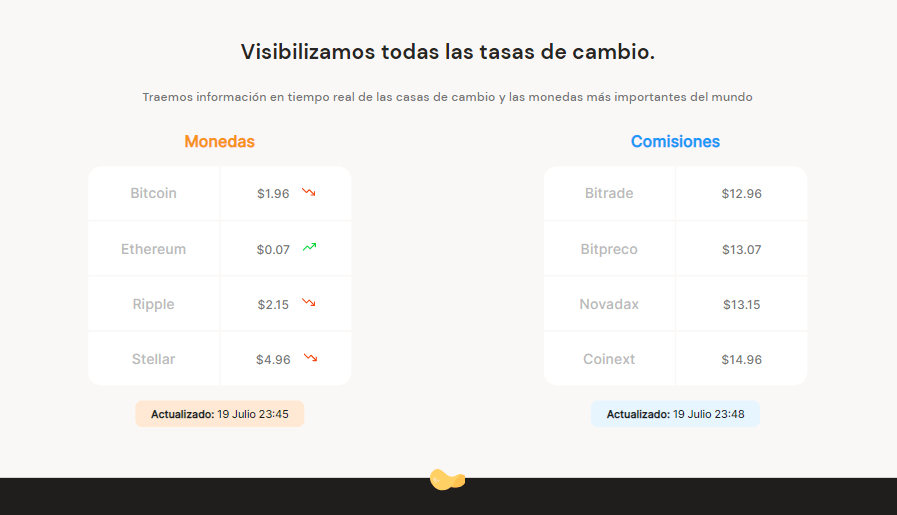 Visibilizamos todas las tasas de cambio.
Traemos información en tiempo real de las casas de cambio y las monedas más importantes del mundo
Monedas
Bitcoin $1.96
Ethereum $0.07
Ripple $2.15
Stellar $4.96
Actualizado: 19 Julio 23:45
Comisiones
Bitrade $12.96
Bitpreco $13.07
Novadax $13.15
Coinext $14.96
Actualizado: 19 Julio 23:48